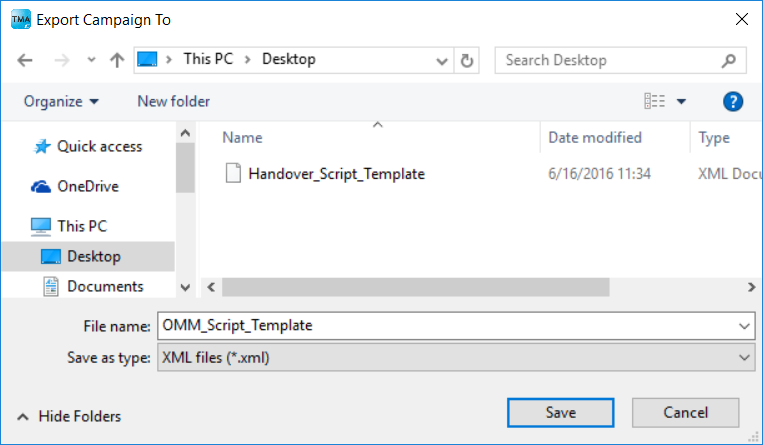 TMA Export Campaign To
This PC > Desktop
Search Desktop
Organize
New folder
?
Name
Date modified
Type
Quick access
OneDrive
This PC
Desktop
Documents
Handover_Script_Template
6/16/2016 11:34
XML Docu
File name:
OMM_Script_Template
Save as type:
XML files (*.xml)
Hide Folders
Save
Cancel